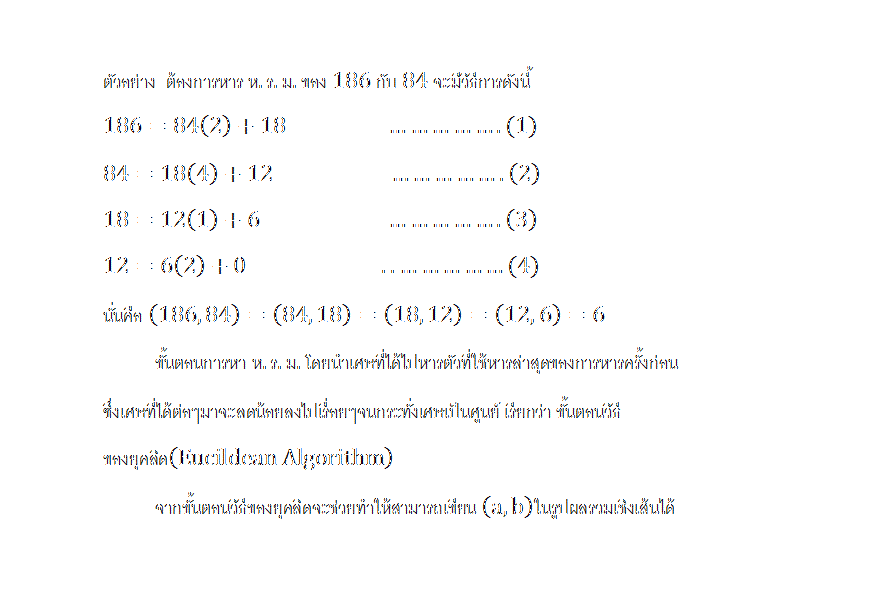 ตัวอย่าง ต้องการหาร ห. ร. ม. ของ 186 กับ 84 จะมีวิธีการดังนี้
186 = 84(2) + 18 ........................ (1)
84 = 18(4) + 12 ........................ (2)
18 = 12(1) + 6 ........................ (3)
12 = 6(2) + 0 ........................ (4)
นั่นคือ (186, 84) = (84, 18) = (18, 12) = (12, 6) = 6
ขั้นตอนการหา ห. ร. ม. โดยนำเศษที่ได้ไปหารตัวที่ใช้หารล่าสุดของการหารครั้งก่อน
ซึ่งเศษที่ได้ต่อๆมาจะลดน้อยลงไปเรื่อยๆจนกระทั่งเศษเป็นศูนย์ เรียกว่า ขั้นตอนวิธี
ของยุคลิด(Eucildean Algorithm)
จากขั้นตอนวิธีของยุคลิดจะช่วยทำให้สามารถเขียน (a, b)ในรูปผลรวมเชิงเส้นได้